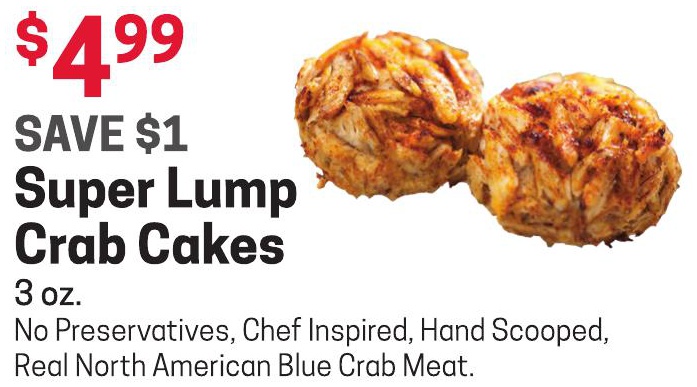 $4.99
SAVE $1
Super Lump
Crab Cakes
3 oz.
No Preservatives, Chef Inspired, Hand Scooped,
Real North American Blue Crab Meat.